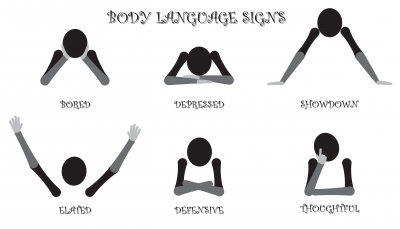 BODY LANGUAGE SIGNS
BORED
DEPRESSED
SHOWDOWN
ELATED
DEFENSIVE
THOUGHTFUL